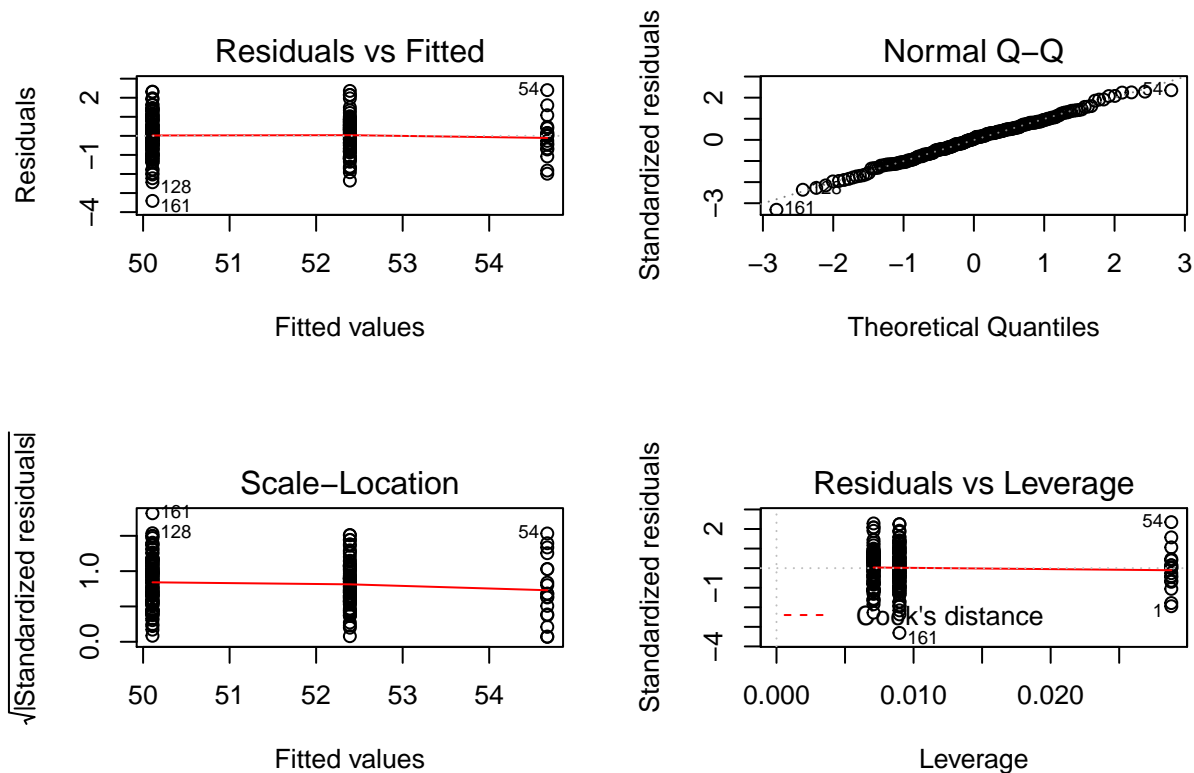 Residuals vs Fitted
Residuals
2
−1
−4
54
128
161
50 51 52 53 54
Fitted values
Normal Q−Q
Standardized residuals
2
0
−3
54
128
161
−3 −2 −1 0 1 2 3
Theoretical Quantiles
Scale−Location
√|Standardized residuals|
1.0
0.0
161
128
54
50 51 52 53 54
Fitted values
Residuals vs Leverage
Standardized residuals
2
−1
−4
54
1
Cook's distance
161
0.000 0.010 0.020
Leverage